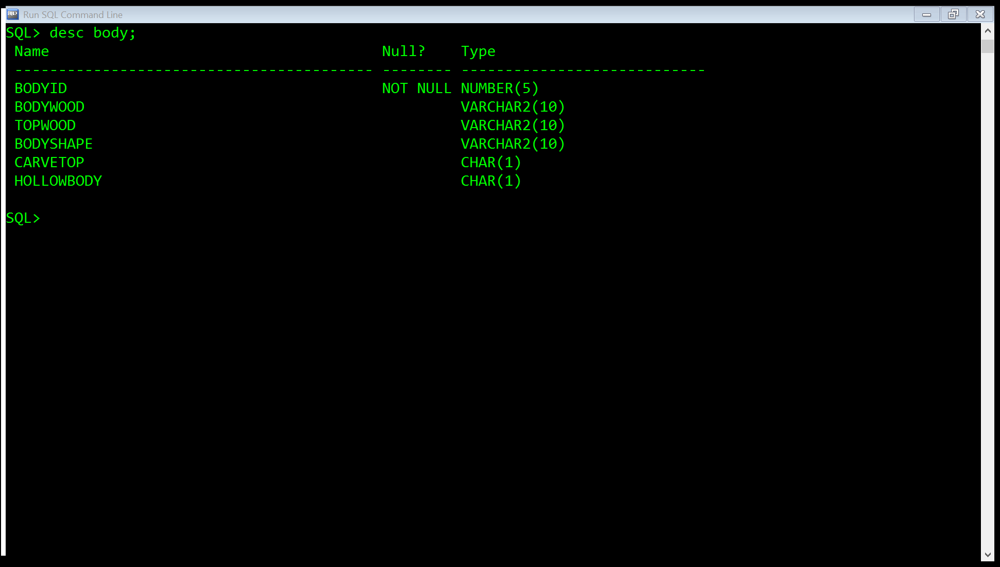 Run SQL Command Line
SQL> desc body;
Name Null? Type
----------------------------------------- -------- ----------------------------
BODYID NOT NULL NUMBER(5)
BODYWOOD VARCHAR2(10)
TOPWOOD VARCHAR2(10)
BODYSHAPE VARCHAR2(10)
CARVETOP CHAR(1)
HOLLOWBODY CHAR(1)
SQL>